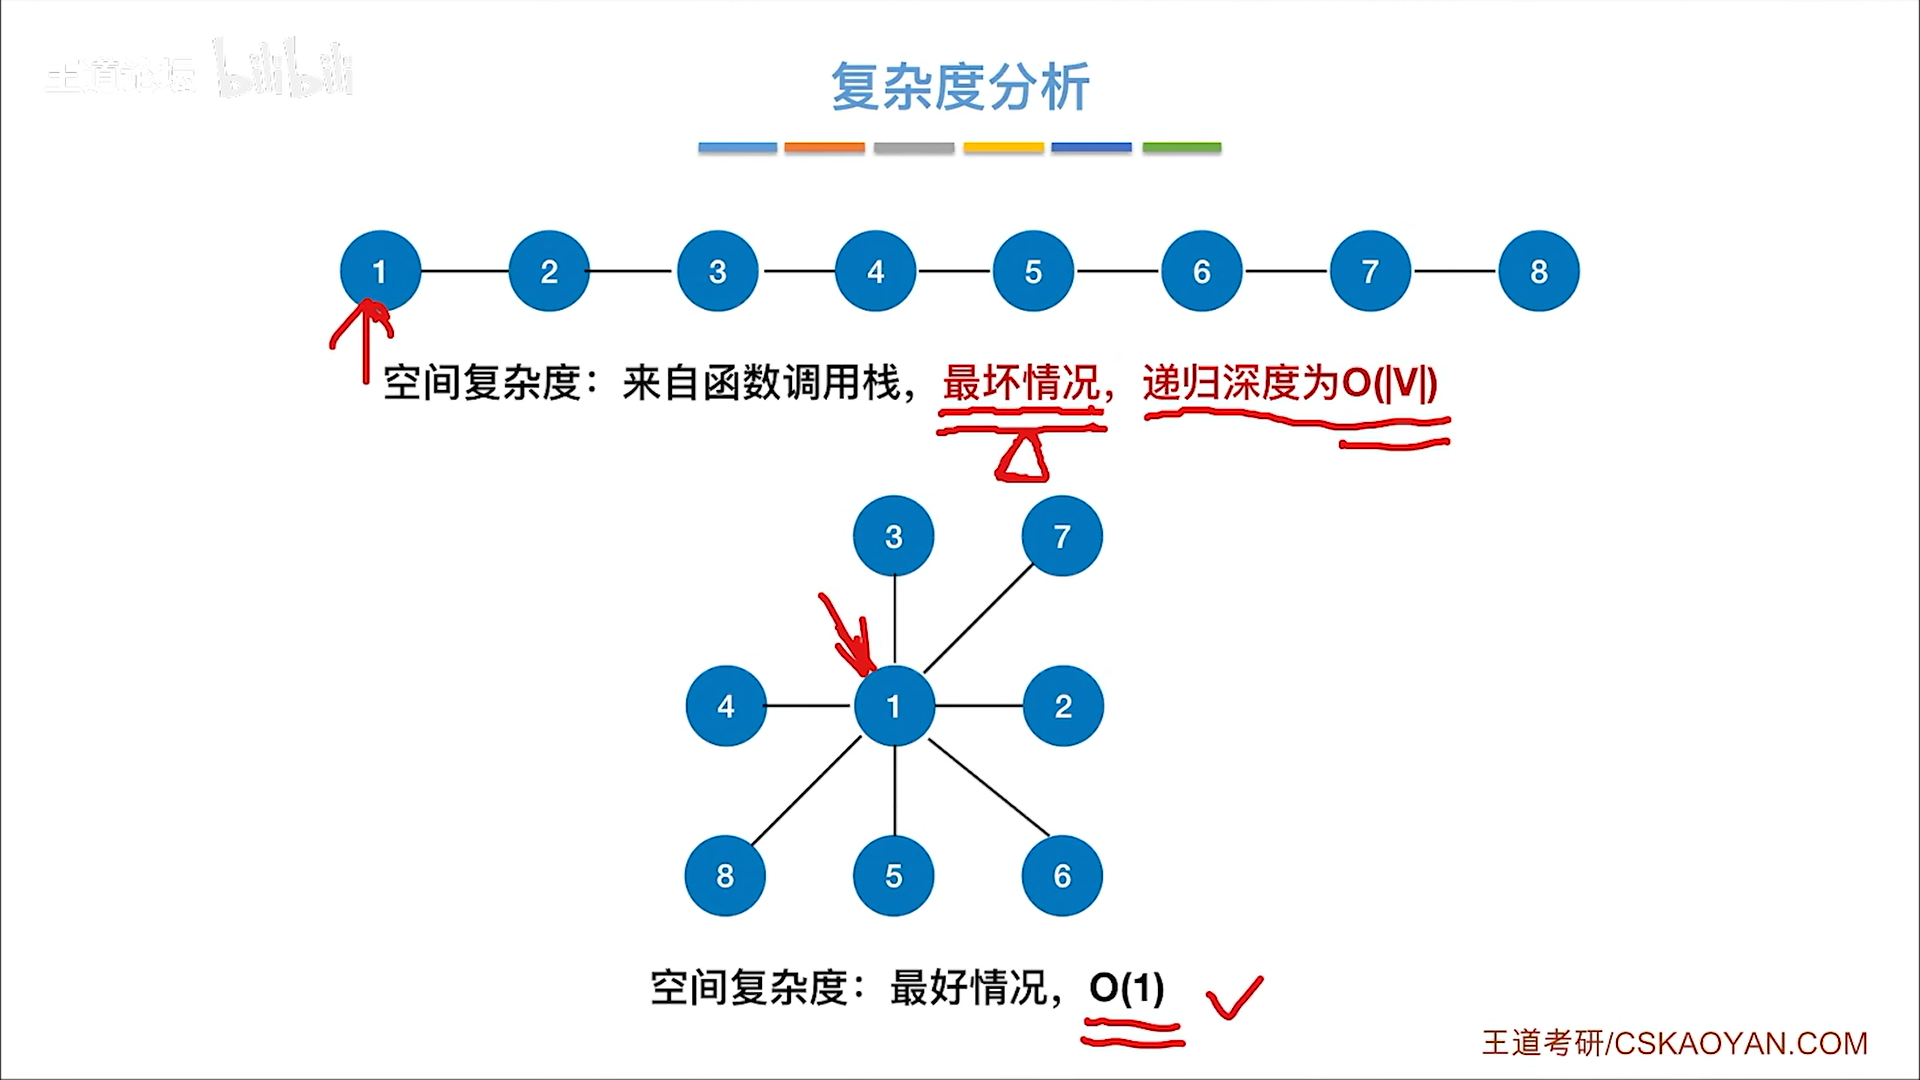 王道论坛 bilibili
复杂度分析
1 2 3 4 5 6 7 8
空间复杂度：来自函数调用栈，最坏情况，递归深度为O(|V|)
3 7
4 1 2
8 5 6
空间复杂度：最好情况，O(1)
王道考研/CSKAOYAN.COM